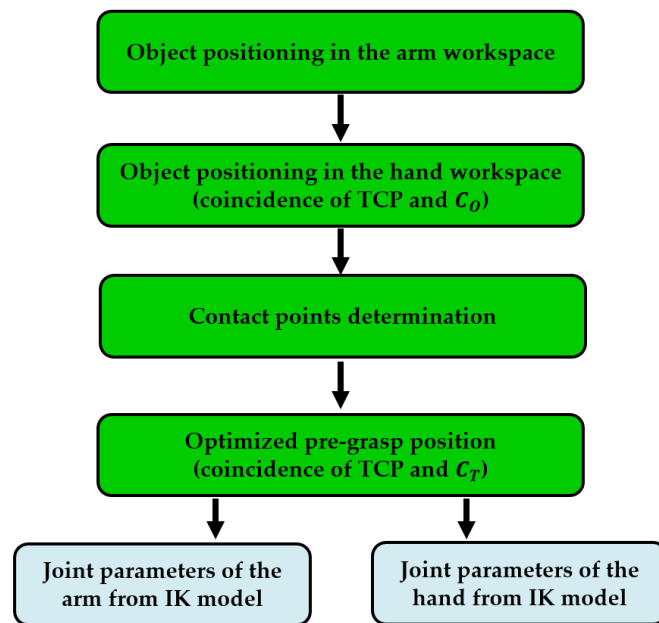 Object positioning in the arm workspace
Object positioning in the hand workspace
(coincidence of TCP and C_O)
Contact points determination
Optimized pre-grasp position
(coincidence of TCP and C_T)
Joint parameters of the
arm from IK model
Joint parameters of the
hand from IK model